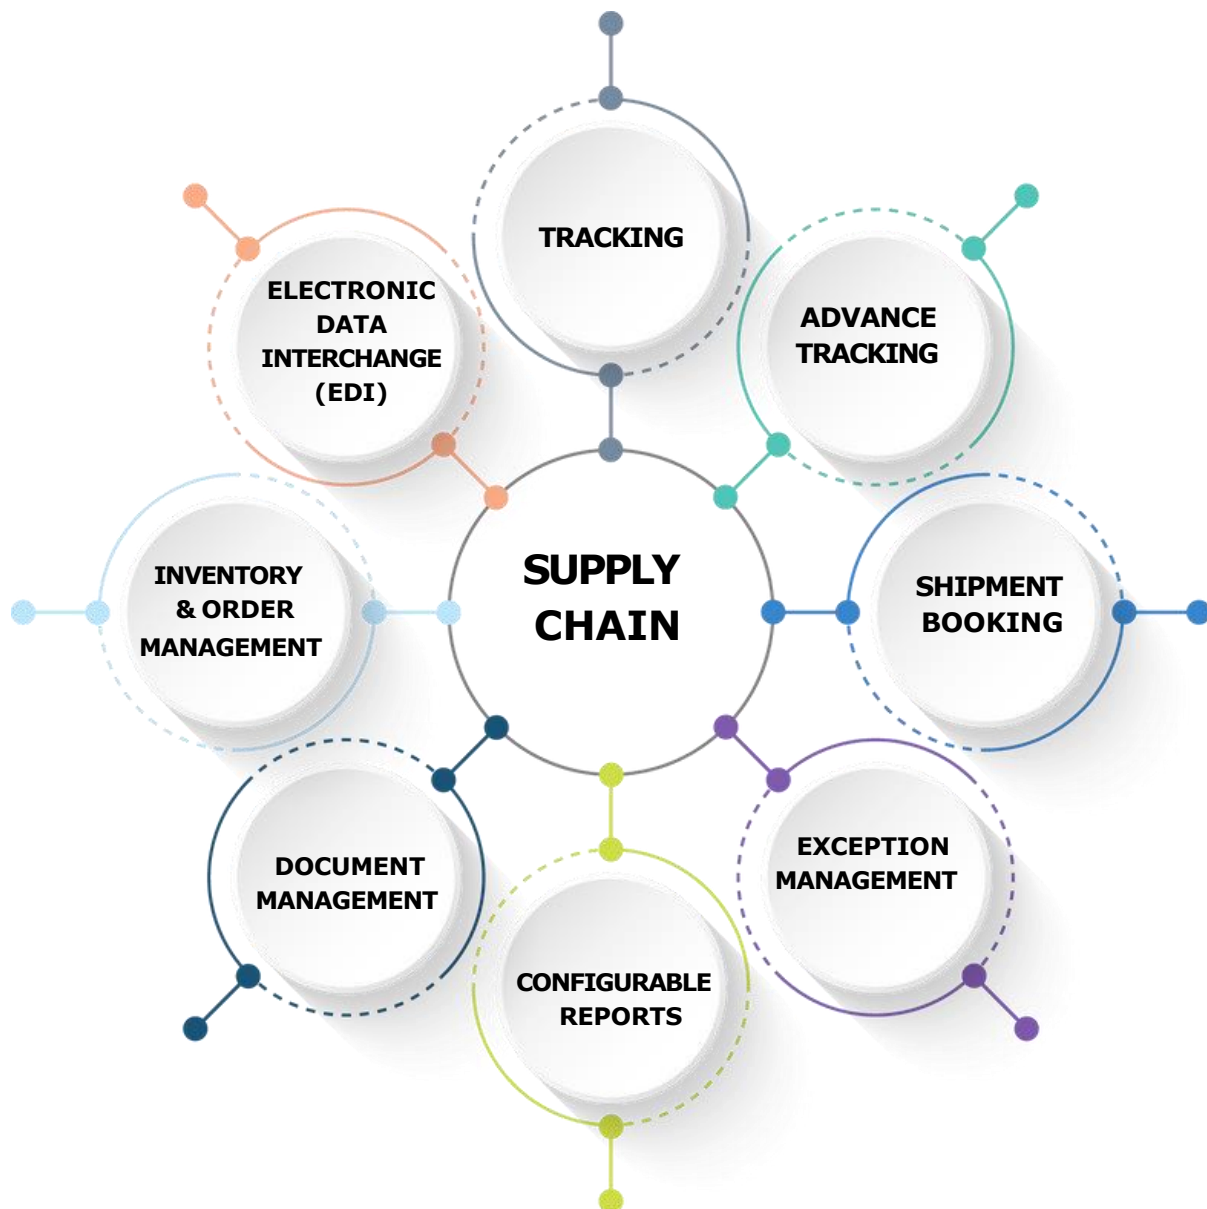 TRACKING
ELECTRONIC
DATA
INTERCHANGE
(EDI)
ADVANCE
TRACKING
SUPPLY
CHAIN
INVENTORY
& ORDER
MANAGEMENT
SHIPMENT
BOOKING
DOCUMENT
MANAGEMENT
EXCEPTION
MANAGEMENT
CONFIGURABLE
REPORTS